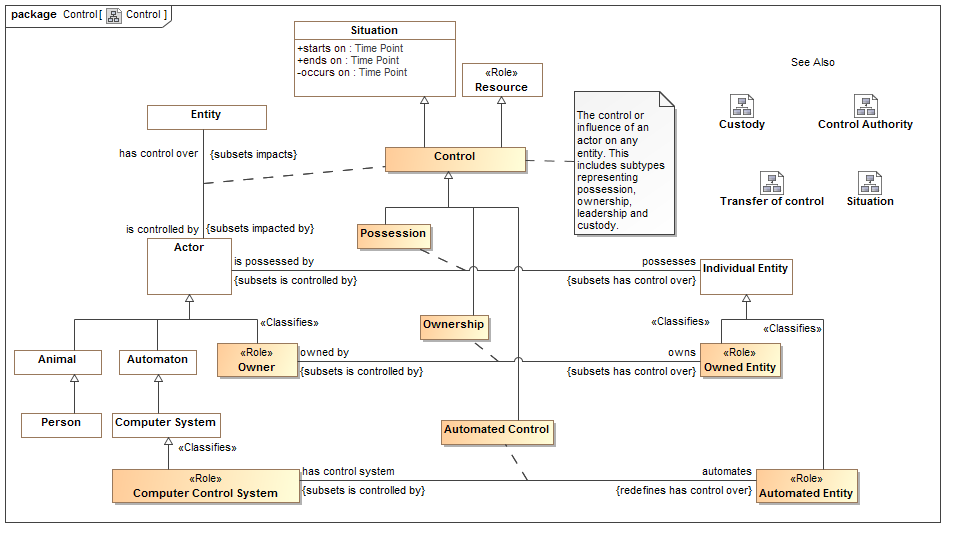 package Control[ Control ]
Situation
+starts on : Time Point
+ends on : Time Point
-occurs on : Time Point
«Role»
Resource
See Also
Custody
Control Authority
Transfer of control
Situation
The control or
influence of an
actor on any
entity. This
includes subtypes
representing
possession,
ownership,
leadership and
custody.
Entity
has control over
{subsets impacts}
Control
is controlled by
{subsets impacted by}
Actor
Possession
is possessed by
{subsets is controlled by}
possesses
{subsets has control over}
Individual Entity
«Classifies»
«Classifies»
«Classifies»
Ownership
Animal
Automaton
«Role»
Owner
owned by
{subsets is controlled by}
owns
{subsets has control over}
«Role»
Owned Entity
Person
Computer System
Automated Control
«Classifies»
«Role»
Computer Control System
has control system
{subsets is controlled by}
automates
{redefines has control over}
«Role»
Automated Entity